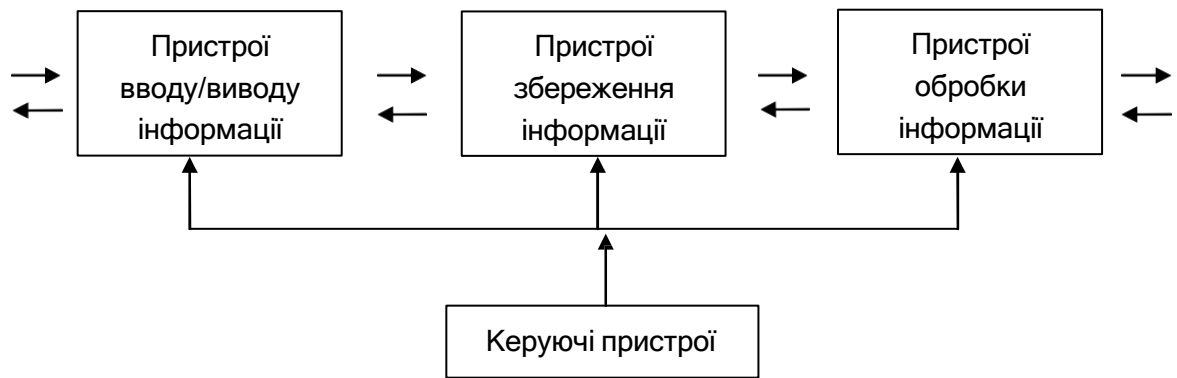 Пристрої
вводу/виводу
інформації
Пристрої
збереження
інформації
Пристрої
обробки
інформації
Керуючі пристрої